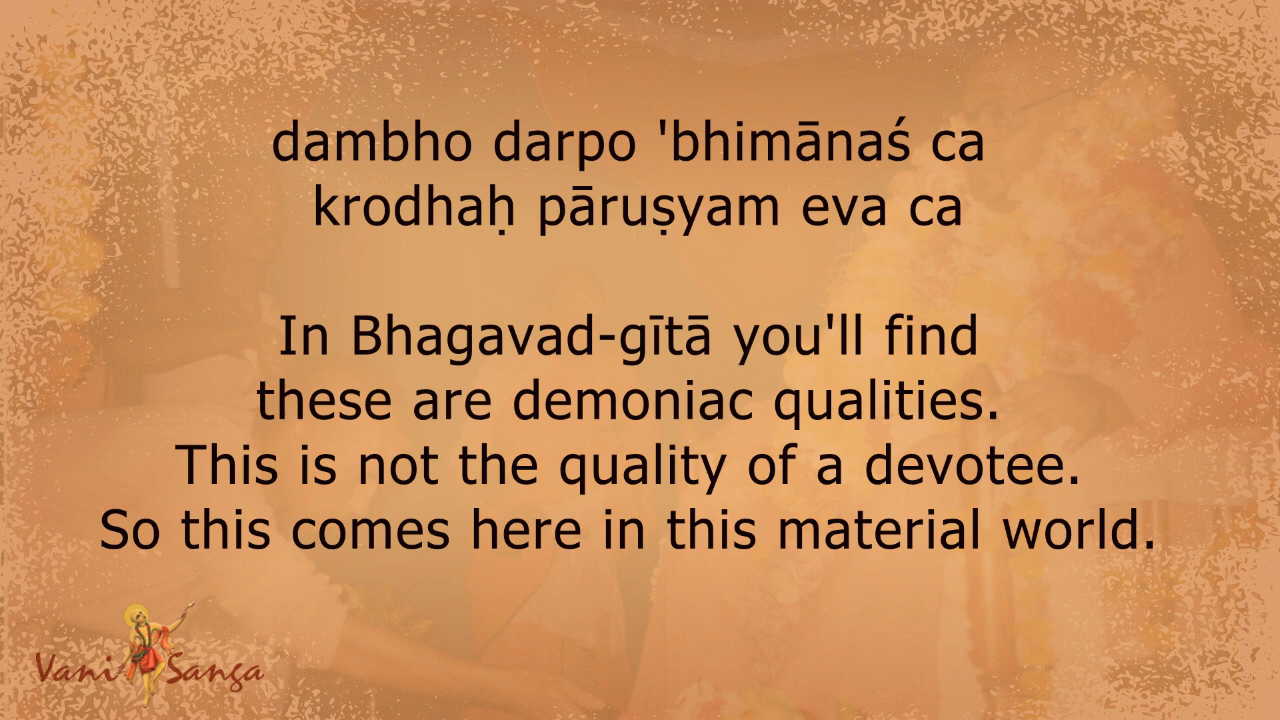 dambho darpo 'bhimānaś ca
krodhaḥ pāruṣyam eva ca
In Bhagavad-gītā you'll find
these are demoniac qualities.
This is not the quality of a devotee.
So this comes here in this material world.
Vani Sanga